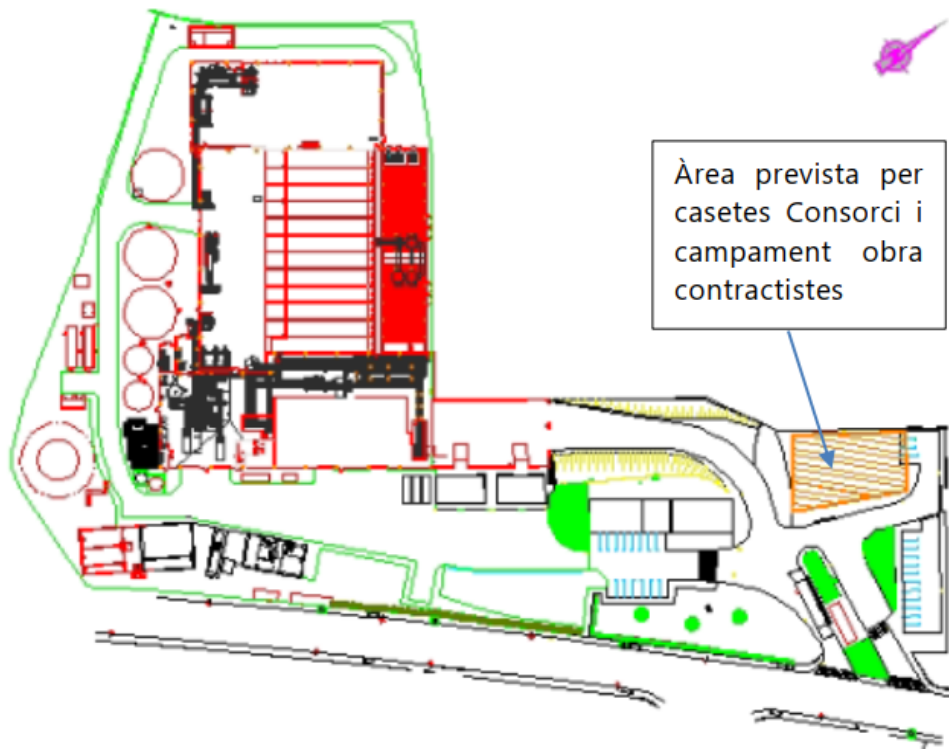 Àrea prevista per
casetes Consorci i
campament obra
contractistes